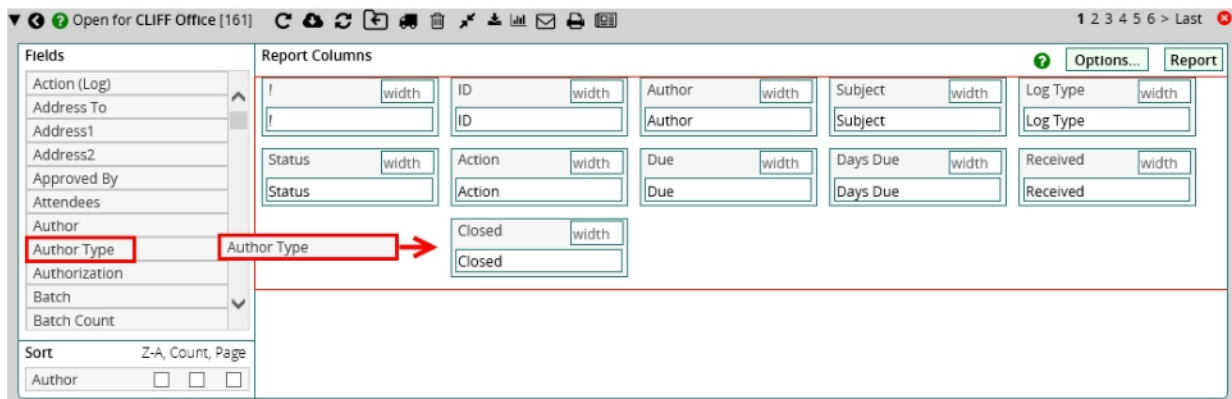 Open for CLIFF Office [161]
1 2 3 4 5 6 > Last
Fields
Report Columns
Options...
Report
Action (Log)
Address To
Address1
Address2
Approved By
Attendees
Author
Author Type
Authorization
Batch
Batch Count
! width
!
ID width
ID
Author width
Author
Subject width
Subject
Log Type width
Log Type
Status width
Status
Action width
Action
Due width
Due
Days Due width
Days Due
Received width
Received
Author Type
Closed width
Closed
Sort Z-A, Count, Page
Author